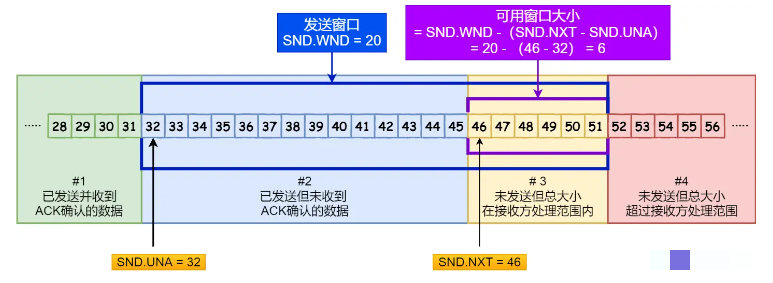 发送窗口
SND.WND = 20
可用窗口大小
= SND.WND -（SND.NXT - SND.UNA）
= 20 -（46 - 32） = 6
····· 28 29 30 31 32 33 34 35 36 37 38 39 40 41 42 43 44 45 46 47 48 49 50 51 52 53 54 55 56 ·····
#1
已发送并收到
ACK确认的数据
#2
已发送但未收到
ACK确认的数据
# 3
未发送但总大小
在接收方处理范围内
#4
未发送但总大小
超过接收方处理范围
SND.UNA = 32
SND.NXT = 46